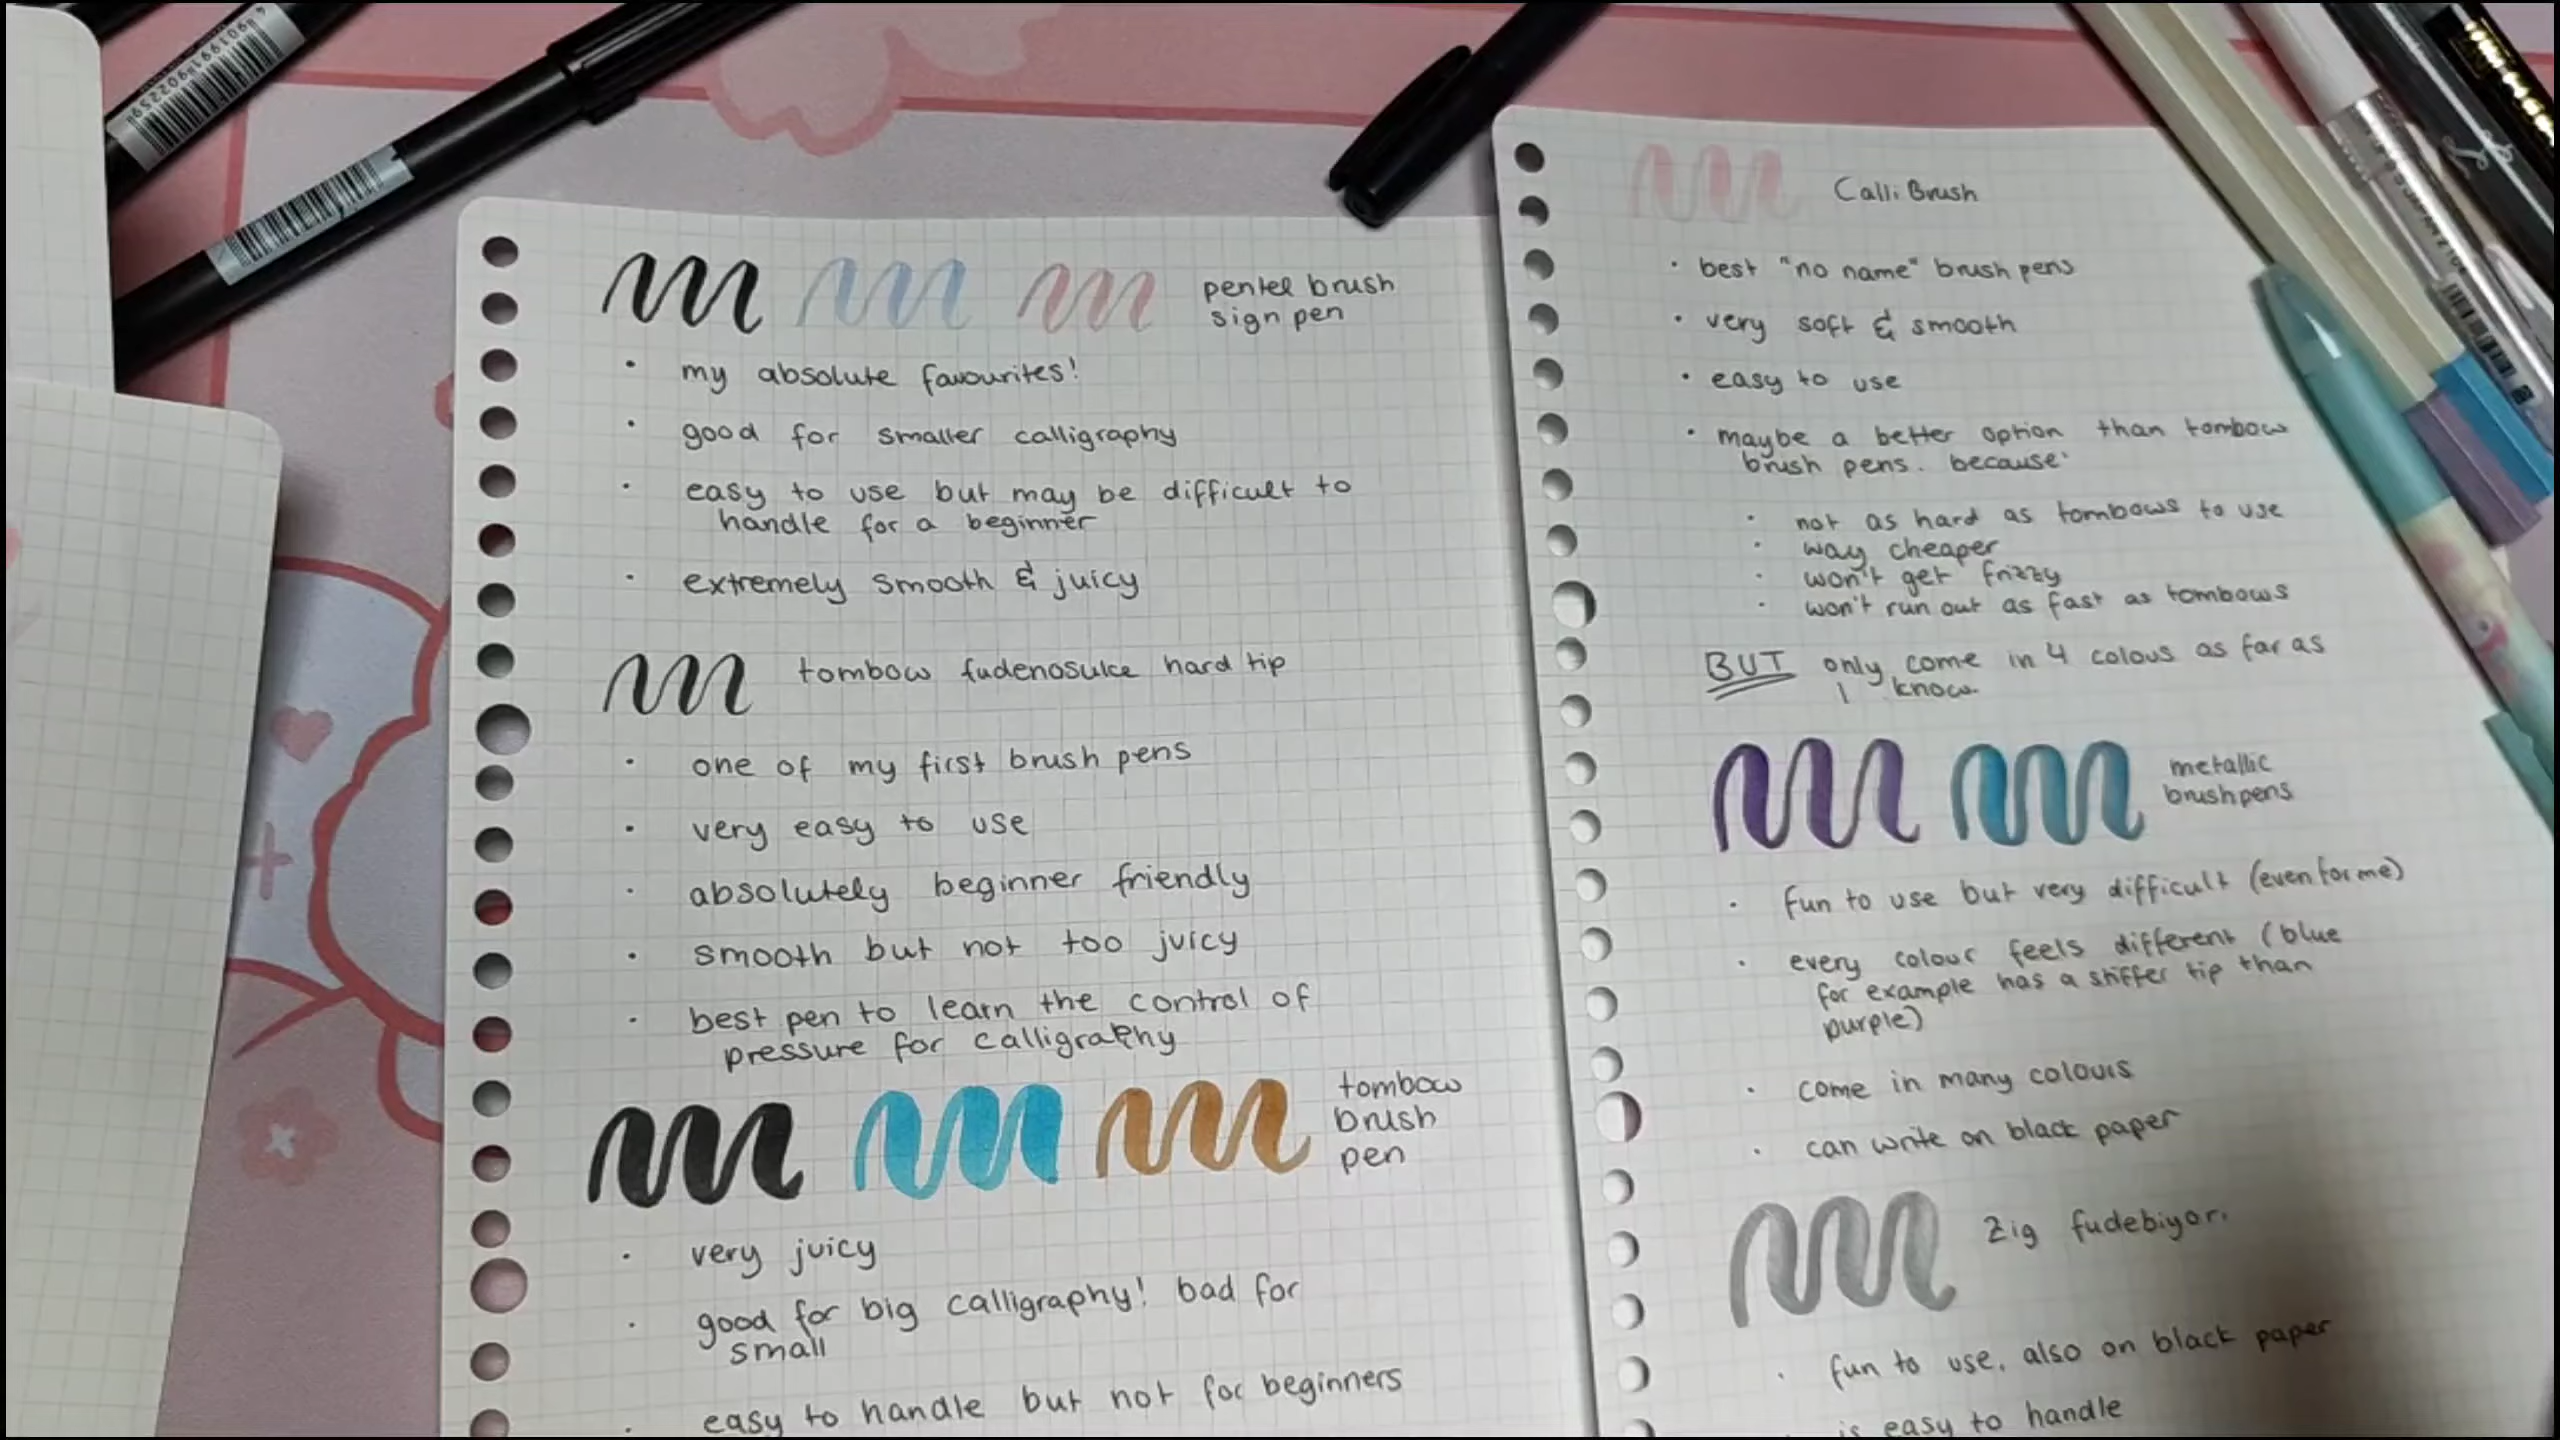 pentel brush
sign pen
my absolute favourites!
good for smaller calligraphy
easy to use but may be difficult to
handle for a beginner
extremely smooth & juicy
tombow fudenosuke hard tip
one of my first brush pens
very easy to use
absolutely beginner friendly
smooth but not too juicy
best pen to learn the control of
pressure for calligraphy
tombow
brush
pen
very juicy
good for big calligraphy! bad for
small
easy to handle but not for beginners
Calli Brush
best "no name" brush pens
very soft & smooth
easy to use
maybe a better option than tombow
brush pens. because
not as hard as tombows to use
way cheaper
won't get frizzy
won't run out as fast as tombows
BUT only come in 4 colous as far as
I know
metallic
brushpens
fun to use but very difficult (even for me)
every colour feels different (blue
for example has a stiffer tip than
purple)
come in many colours
can write on black paper
Zig fudebiyori
fun to use, also on black paper
is easy to handle